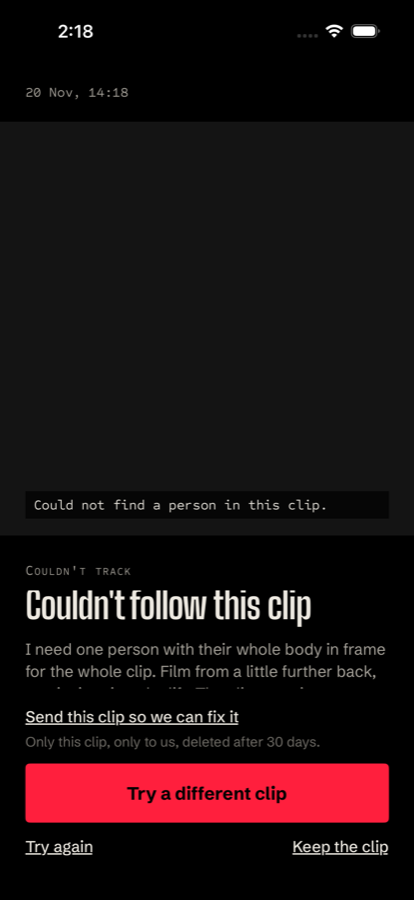 2:18
20 Nov, 14:18
Could not find a person in this clip.
Couldn't track
Couldn't follow this clip
I need one person with their whole body in frame
for the whole clip. Film from a little further back,
Send this clip so we can fix it
Only this clip, only to us, deleted after 30 days.
Try a different clip
Try again
Keep the clip